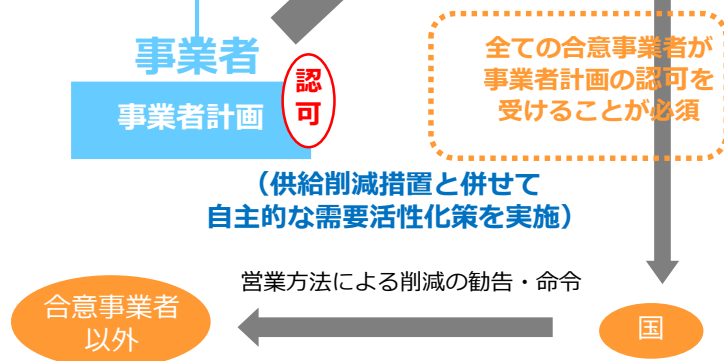 事業者
事業者計画
認可
全ての合意事業者が
事業者計画の認可を
受けることが必須
（供給削減措置と併せて
自主的な需要活性化策を実施）
営業方法による削減の勧告・命令
合意事業者
以外
国